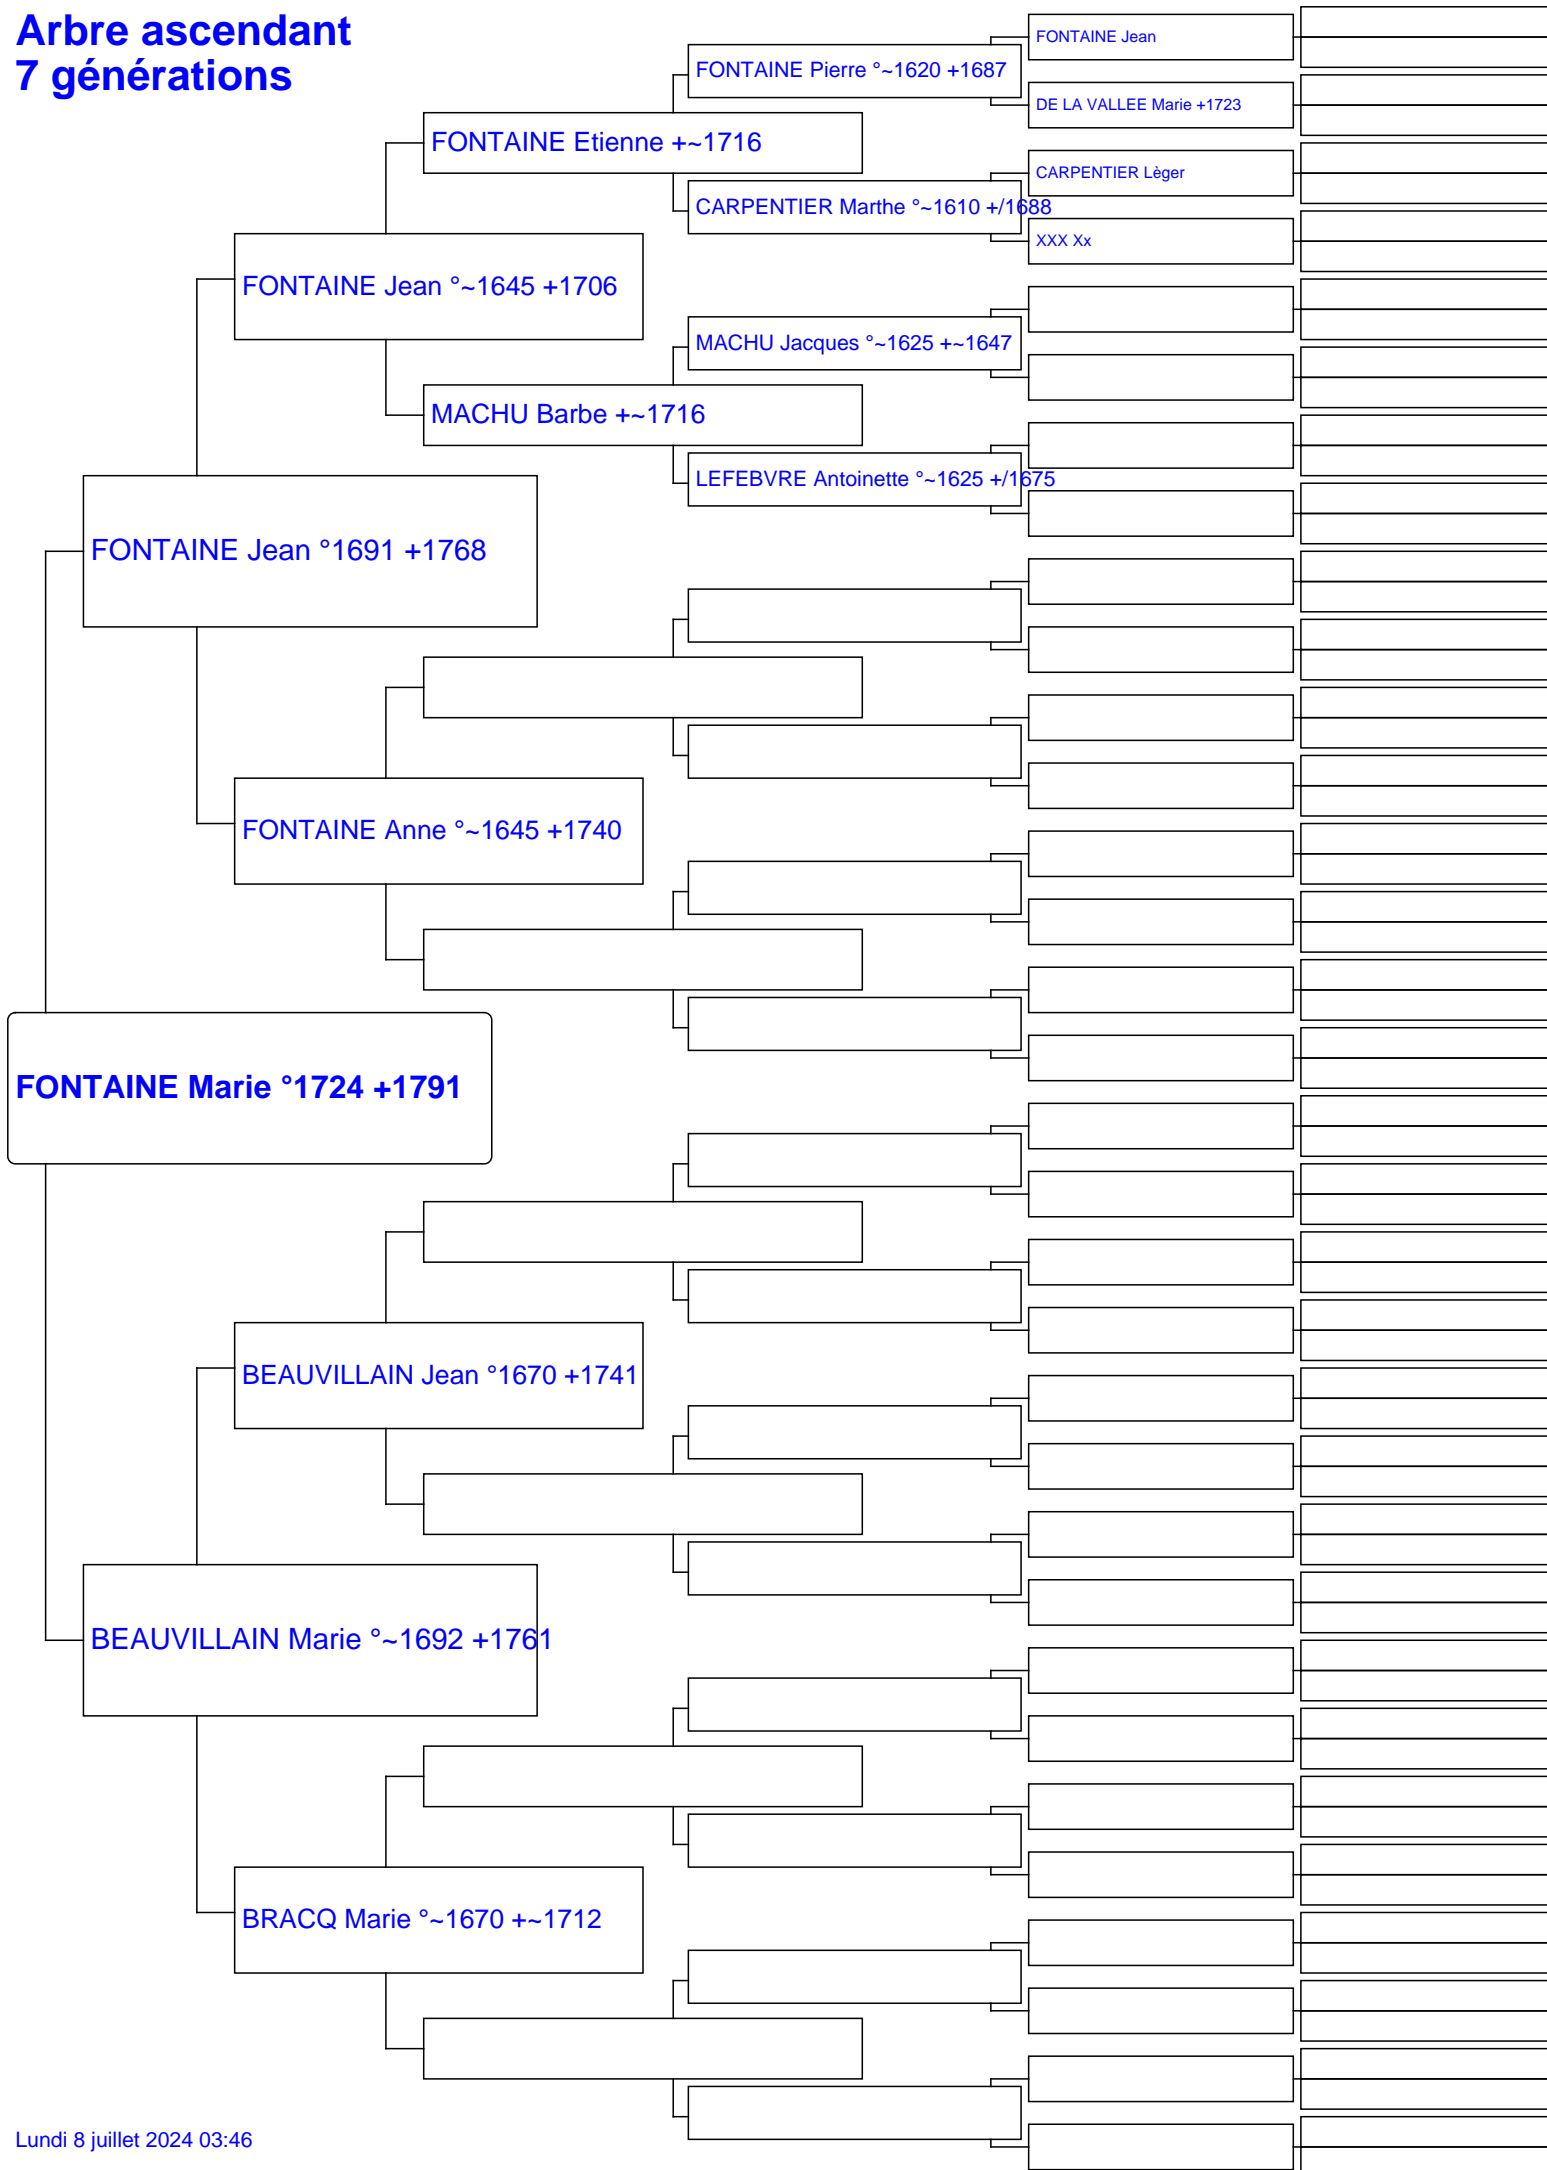 Arbre ascendant
7 générations
FONTAINE Jean
FONTAINE Pierre °~1620 +1687
DE LA VALLEE Marie +1723
FONTAINE Etienne +~1716
CARPENTIER Lèger
CARPENTIER Marthe °~1610 +/1688
XXX Xx
FONTAINE Jean °~1645 +1706
MACHU Jacques °~1625 +~1647
MACHU Barbe +~1716
LEFEBVRE Antoinette °~1625 +/1675
FONTAINE Jean °1691 +1768
FONTAINE Anne °~1645 +1740
FONTAINE Marie °1724 +1791
BEAUVILLAIN Jean °1670 +1741
BEAUVILLAIN Marie °~1692 +1761
BRACQ Marie °~1670 +~1712
Lundi 8 juillet 2024 03:46